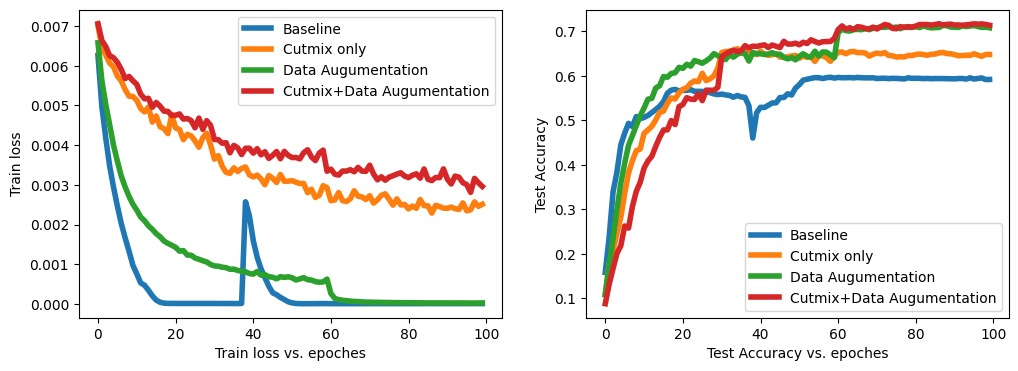 0.007
0.006
0.005
0.004
0.003
0.002
0.001
0.000
Train loss
Baseline
Cutmix only
Data Augumentation
Cutmix+Data Augumentation
0 20 40 60 80 100
Train loss vs. epoches
0.7
0.6
0.5
0.4
0.3
0.2
0.1
Test Accuracy
Baseline
Cutmix only
Data Augumentation
Cutmix+Data Augumentation
0 20 40 60 80 100
Test Accuracy vs. epoches